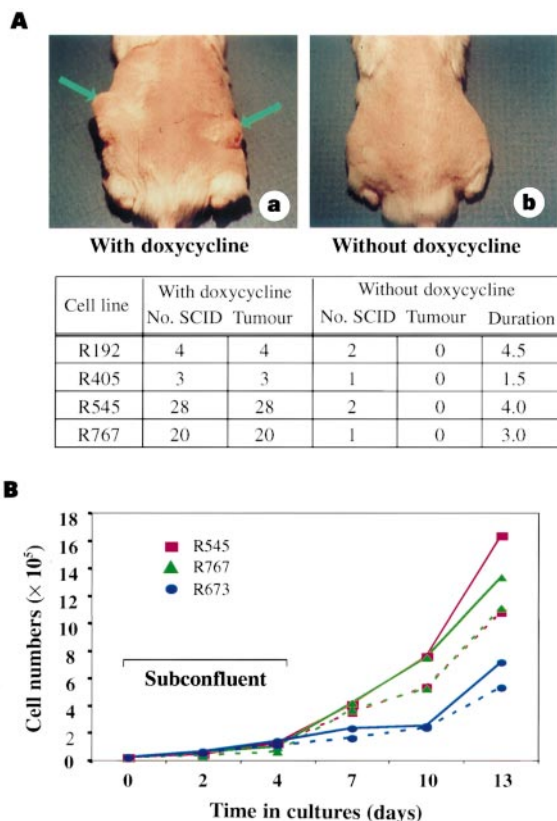 A
a
b
With doxycycline Without doxycycline
Cell line With doxycycline Without doxycycline
No. SCID Tumour No. SCID Tumour Duration
R192 4 4 2 0 4.5
R405 3 3 1 0 1.5
R545 28 28 2 0 4.0
R767 20 20 1 0 3.0
B
18
16
14
12
10
8
6
4
2
0
Cell numbers (× 10⁵)
R545
R767
R673
Subconfluent
0 2 4 7 10 13
Time in cultures (days)